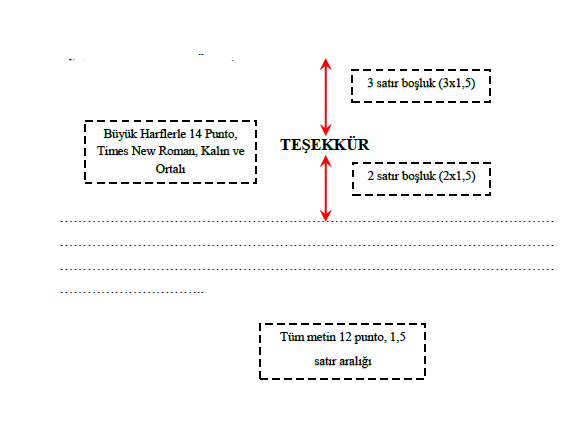 3 satır boşluk (3x1,5)
Büyük Harflerle 14 Punto,
Times New Roman, Kalın ve
Ortalı
TEŞEKKÜR
2 satır boşluk (2x1,5)
……………………………………………………………………………………………
……………………………………………………………………………………………
……………………………………………………………………………………………
…………………………..
Tüm metin 12 punto, 1,5
satır aralığı